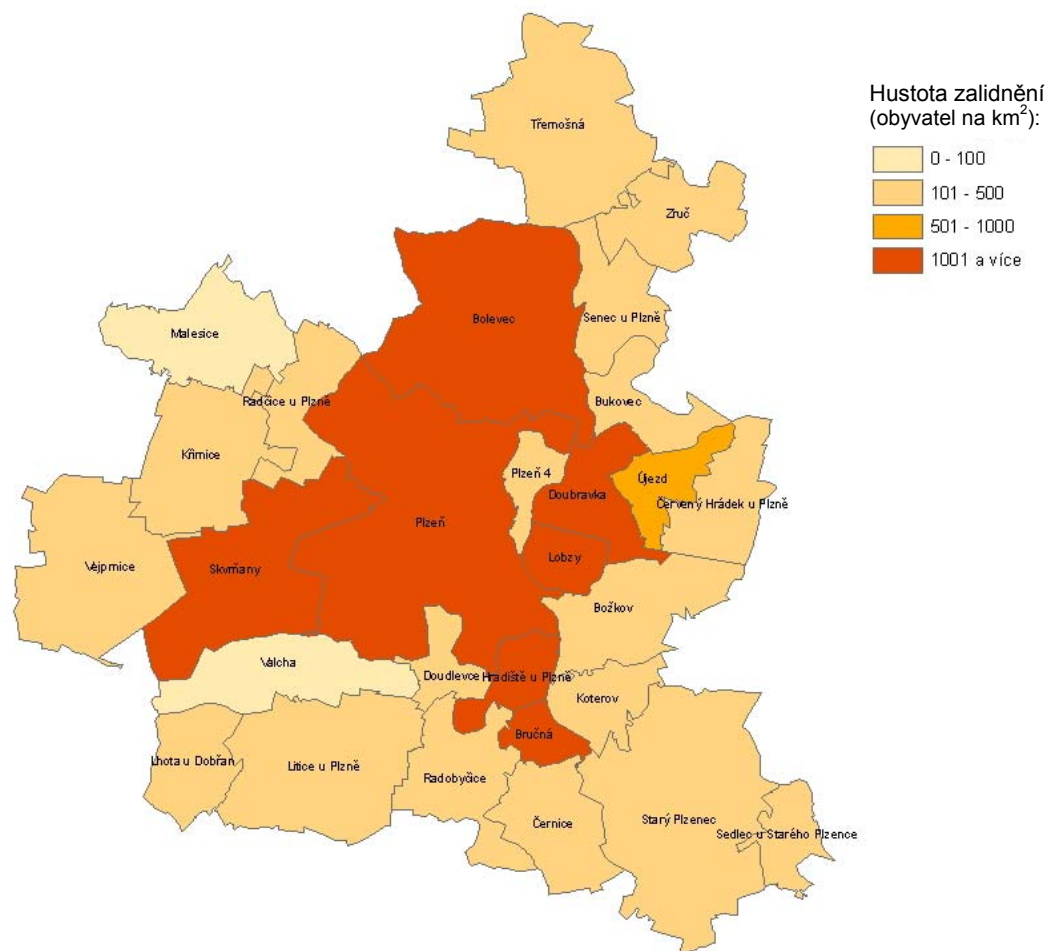 Hustota zalidnění
(obyvatel na km²):
0 - 100
101 - 500
501 - 1000
1001 a více
Třemošná
Zruč
Senec u Plzně
Bolevec
Malesice
Radčice u Plzně
Bukovec
Křimice
Plzeň 4
Újezd
Doubravka
Červený Hrádek u Plzně
Plzeň
Lobzy
Vejprnice
Skvrňany
Božkov
Valcha
Doudlevce
Hradiště u Plzně
Koterov
Bručná
Lhota u Dobřan
Litice u Plzně
Radobyčice
Černice
Starý Plzenec
Sedlec u Starého Plzence